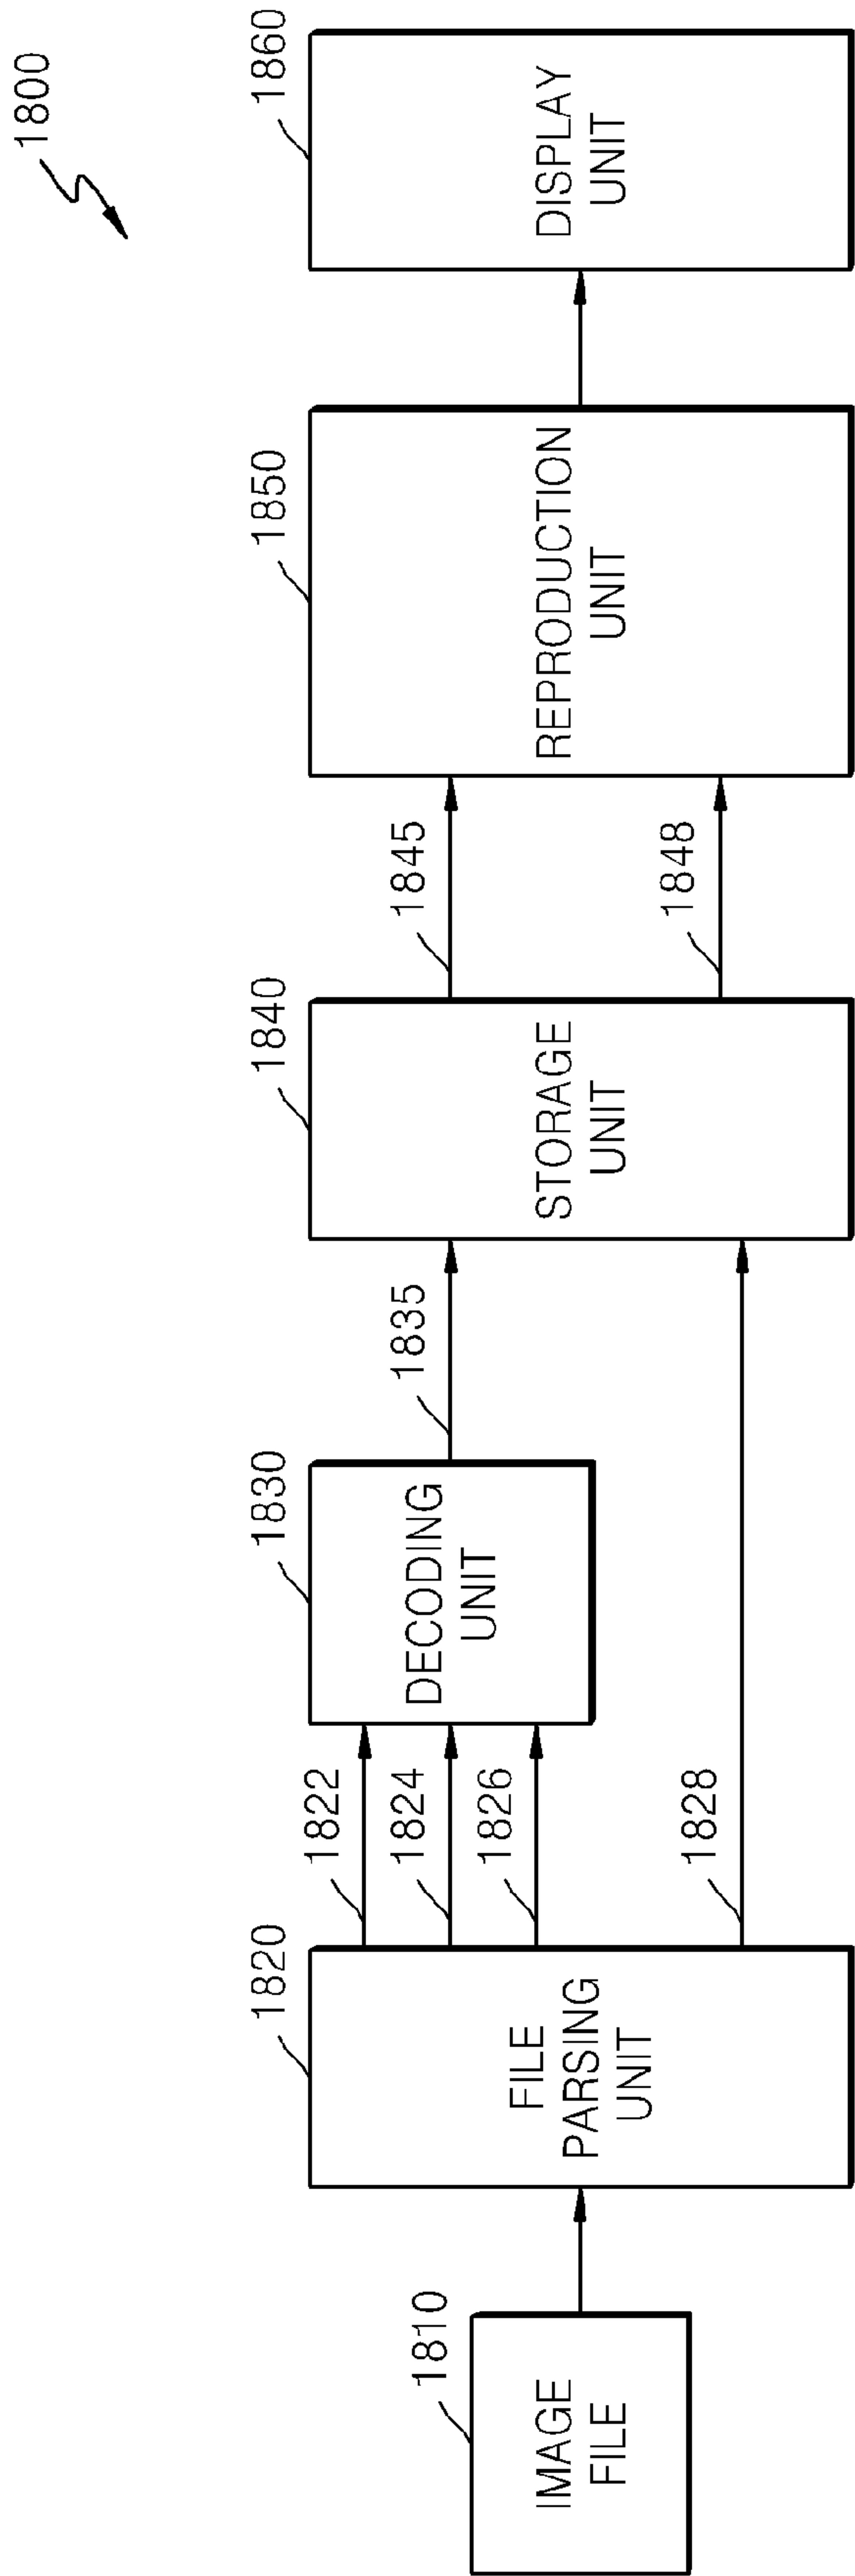 1800
1810
IMAGE
FILE
1820
FILE
PARSING
UNIT
1822
1824
1826
1828
1830
DECODING
UNIT
1835
1840
STORAGE
UNIT
1845
1848
1850
REPRODUCTION
UNIT
1860
DISPLAY
UNIT